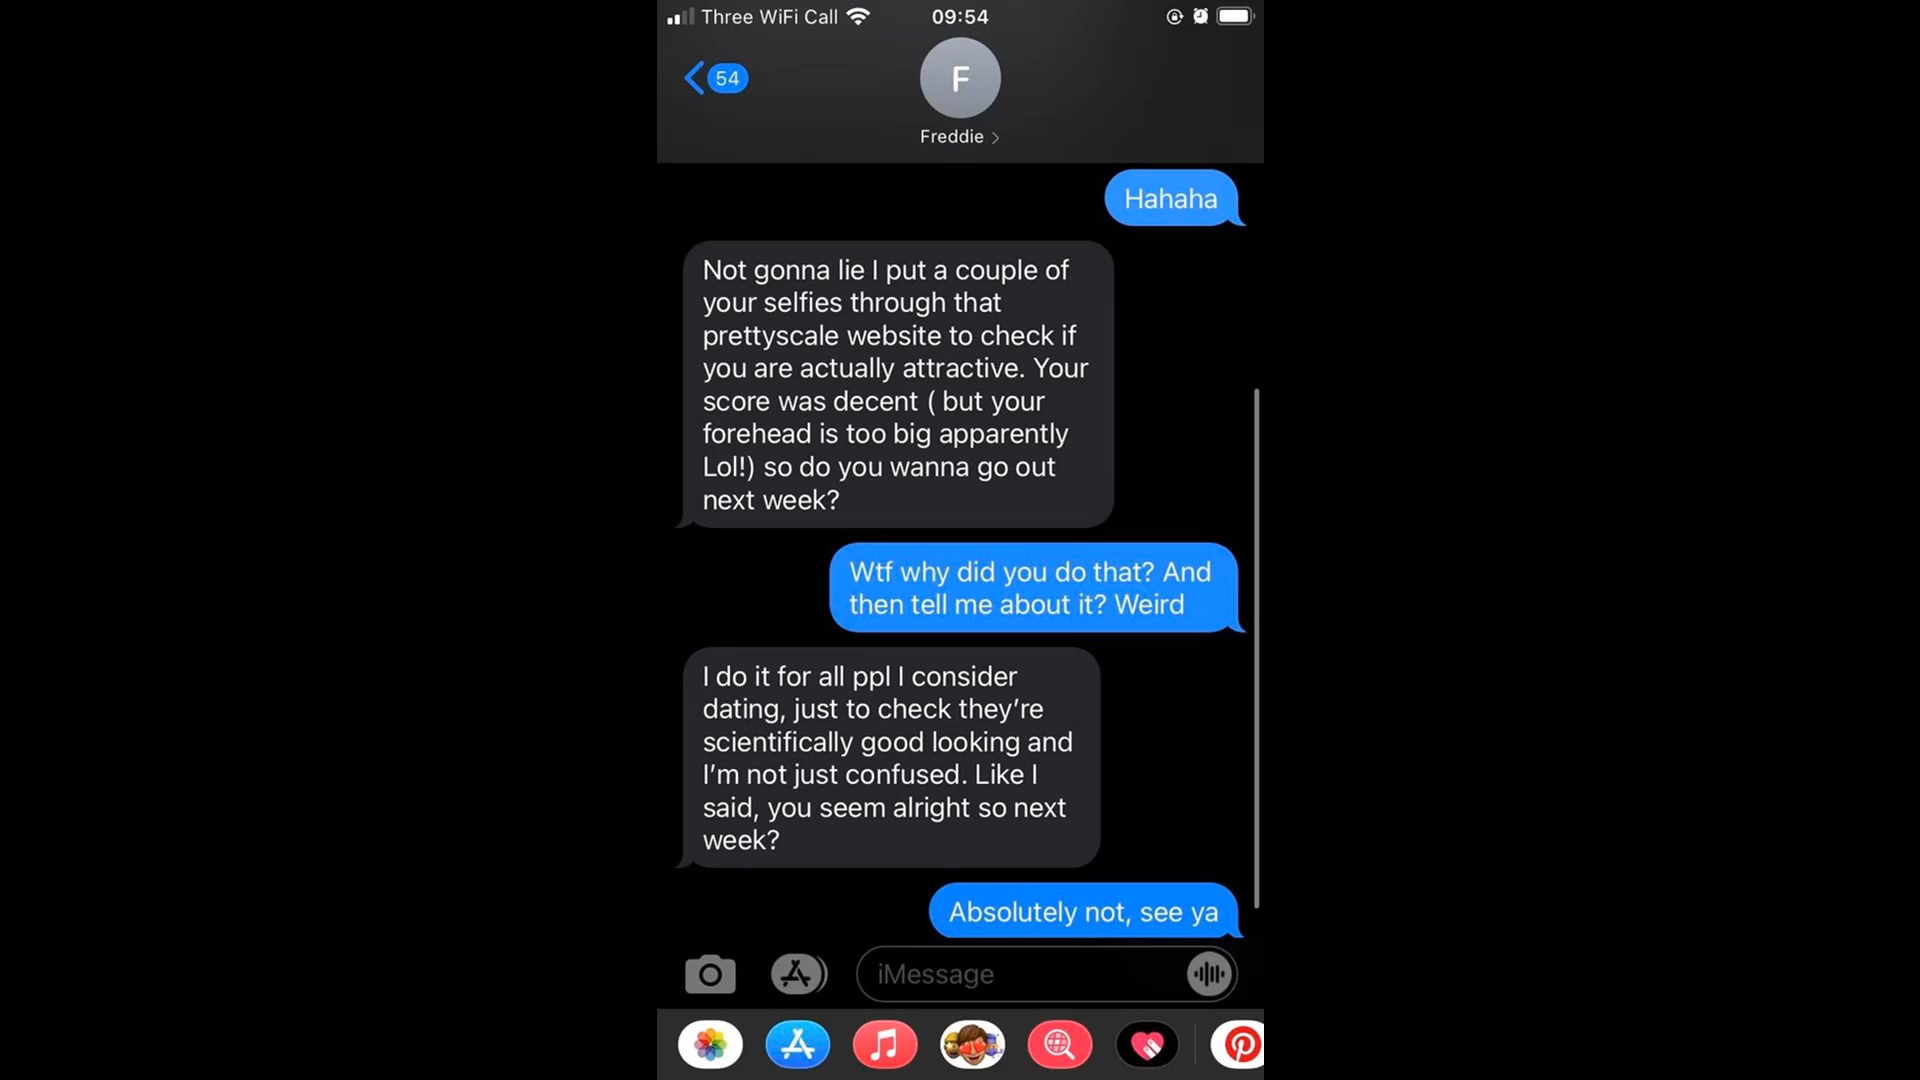 Three WiFi Call
09:54
54
F
Freddie
Hahaha
Not gonna lie I put a couple of
your selfies through that
prettyscale website to check if
you are actually attractive. Your
score was decent ( but your
forehead is too big apparently
Lol!) so do you wanna go out
next week?
Wtf why did you do that? And
then tell me about it? Weird
I do it for all ppl I consider
dating, just to check they’re
scientifically good looking and
I’m not just confused. Like I
said, you seem alright so next
week?
Absolutely not, see ya
iMessage